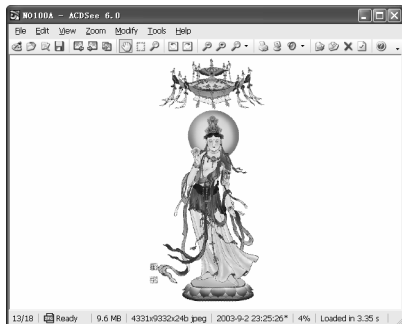 NO100A - ACDSee 6.0
File Edit View Zoom Modify Tools Help
13/18 Ready 9.6 MB 4331x9332x24b jpeg 2003-9-2 23:25:26* 4% Loaded in 3.35 s